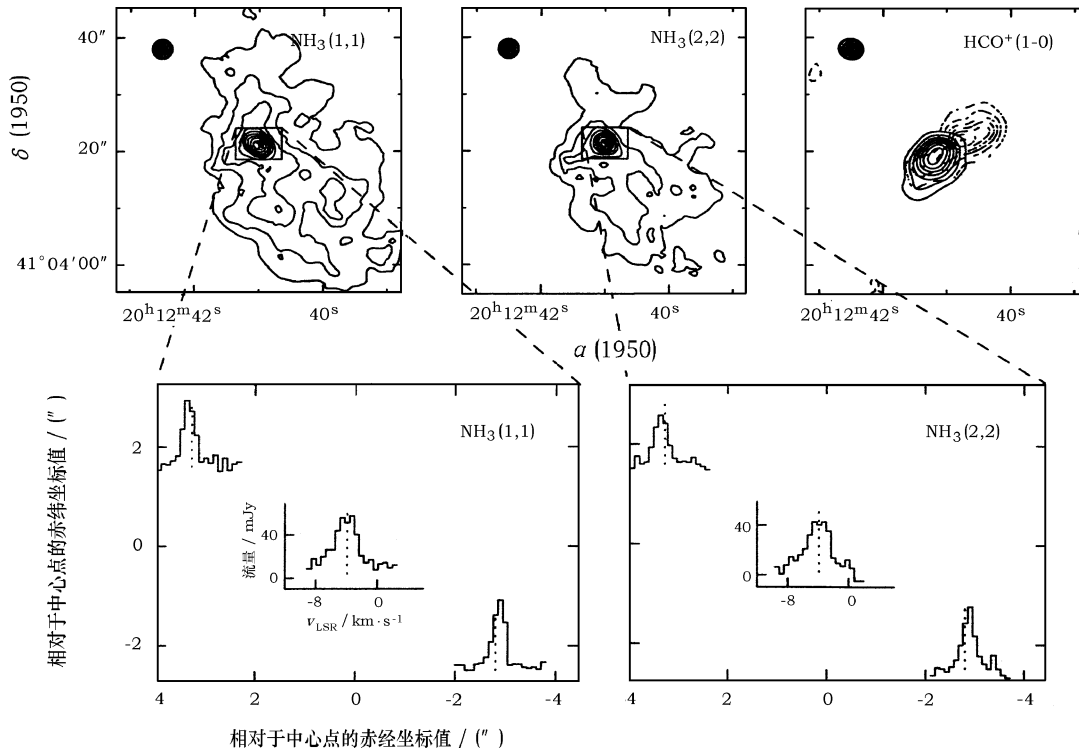 NH₃(1,1)
NH₃(2,2)
HCO⁺(1-0)
δ (1950)
40″
20″
41°04′00″
20ʰ12ᵐ42ˢ 40ˢ
20ʰ12ᵐ42ˢ 40ˢ
20ʰ12ᵐ42ˢ 40ˢ
α (1950)
相对于中心点的赤纬坐标值 / (″)
2
0
-2
NH₃(1,1)
流量 / mJy
40
0
-8 0
v_LSR / km·s⁻¹
4 2 0 -2 -4
NH₃(2,2)
40
0
-8 0
4 2 0 -2 -4
相对于中心点的赤经坐标值 / (″)